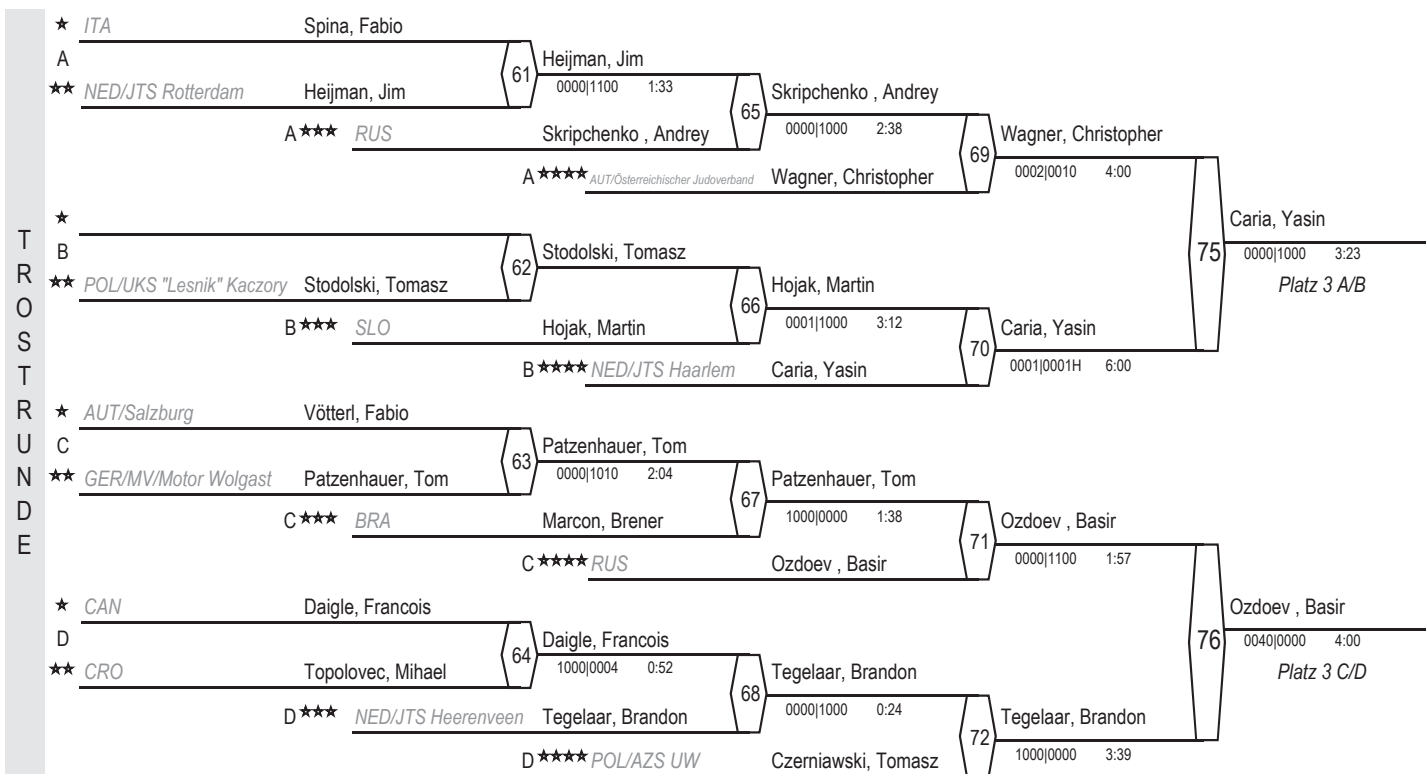 TROSTRUNDE
★ ITA Spina, Fabio
A
★★ NED/JTS Rotterdam Heijman, Jim
61 Heijman, Jim
0000|1100 1:33
A ★★★ RUS Skripchenko , Andrey
65 Skripchenko , Andrey
0000|1000 2:38
A ★★★★ AUT/Österreichischer Judoverband Wagner, Christopher
69 Wagner, Christopher
0002|0010 4:00
★
B
★★ POL/UKS "Lesnik" Kaczory Stodolski, Tomasz
62 Stodolski, Tomasz
B ★★★ SLO Hojak, Martin
66 Hojak, Martin
0001|1000 3:12
B ★★★★ NED/JTS Haarlem Caria, Yasin
70 Caria, Yasin
0001|0001H 6:00
75 Caria, Yasin
0000|1000 3:23
Platz 3 A/B
★ AUT/Salzburg Vötterl, Fabio
C
★★ GER/MV/Motor Wolgast Patzenhauer, Tom
63 Patzenhauer, Tom
0000|1010 2:04
C ★★★ BRA Marcon, Brener
67 Patzenhauer, Tom
1000|0000 1:38
C ★★★★ RUS Ozdoev , Basir
71 Ozdoev , Basir
0000|1100 1:57
★ CAN Daigle, Francois
D
★★ CRO Topolovec, Mihael
64 Daigle, Francois
1000|0004 0:52
D ★★★ NED/JTS Heerenveen Tegelaar, Brandon
68 Tegelaar, Brandon
0000|1000 0:24
D ★★★★ POL/AZS UW Czerniawski, Tomasz
72 Tegelaar, Brandon
1000|0000 3:39
76 Ozdoev , Basir
0040|0000 4:00
Platz 3 C/D